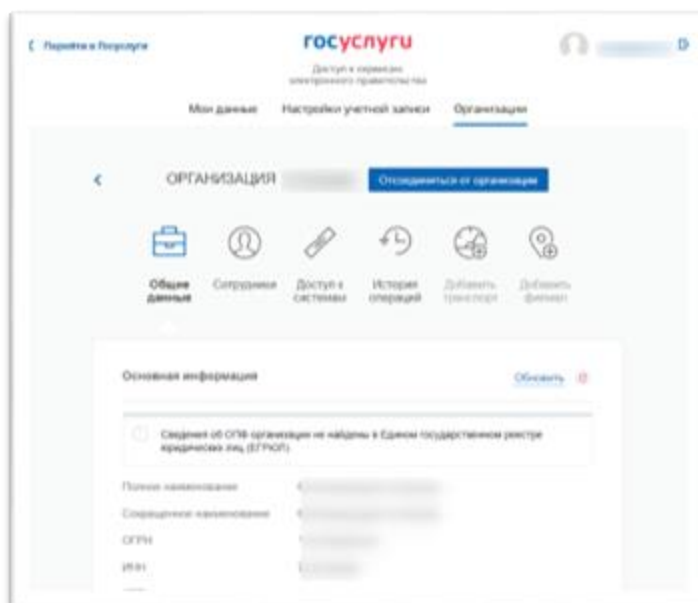 Перейти в Госуслуги
госуслуги
Доступ к сервисам
электронного правительства
Мои данные Настройки учетной записи Организации
ОРГАНИЗАЦИЯ Отсоединиться от организации
Общие данные
Сотрудники
Доступ к системам
История операций
Добавить транспорт
Добавить филиал
Основная информация Обновить
Сведения об ОПФ организации не найдены в Едином государственном реестре
юридических лиц (ЕГРЮЛ)
Полное наименование
Сокращенное наименование
ОГРН
ИНН